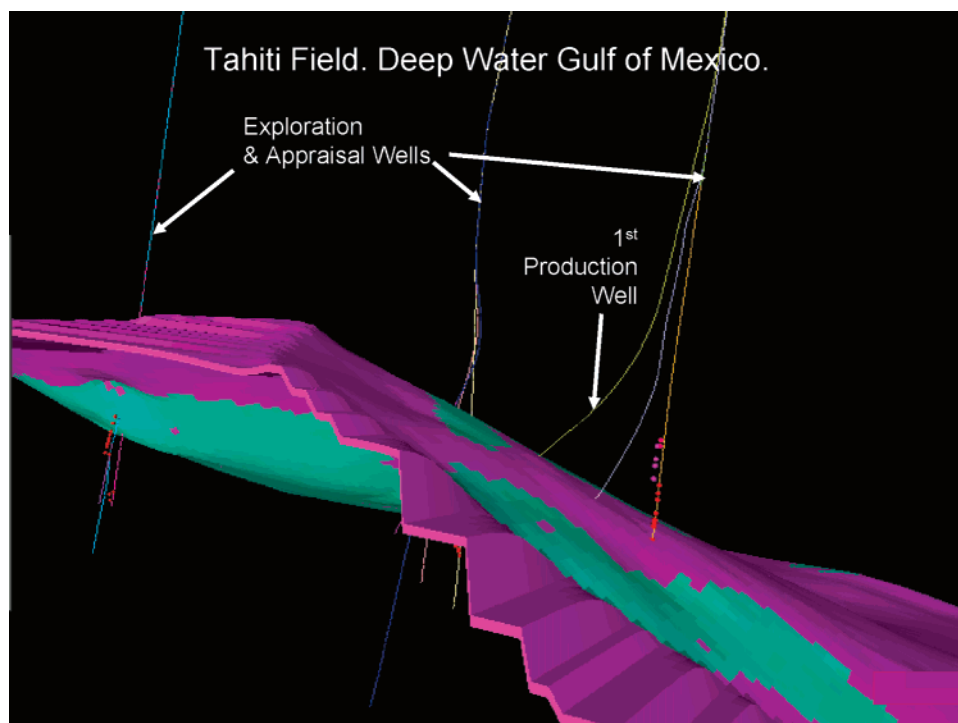 Tahiti Field. Deep Water Gulf of Mexico.
Exploration
& Appraisal Wells
1st
Production
Well